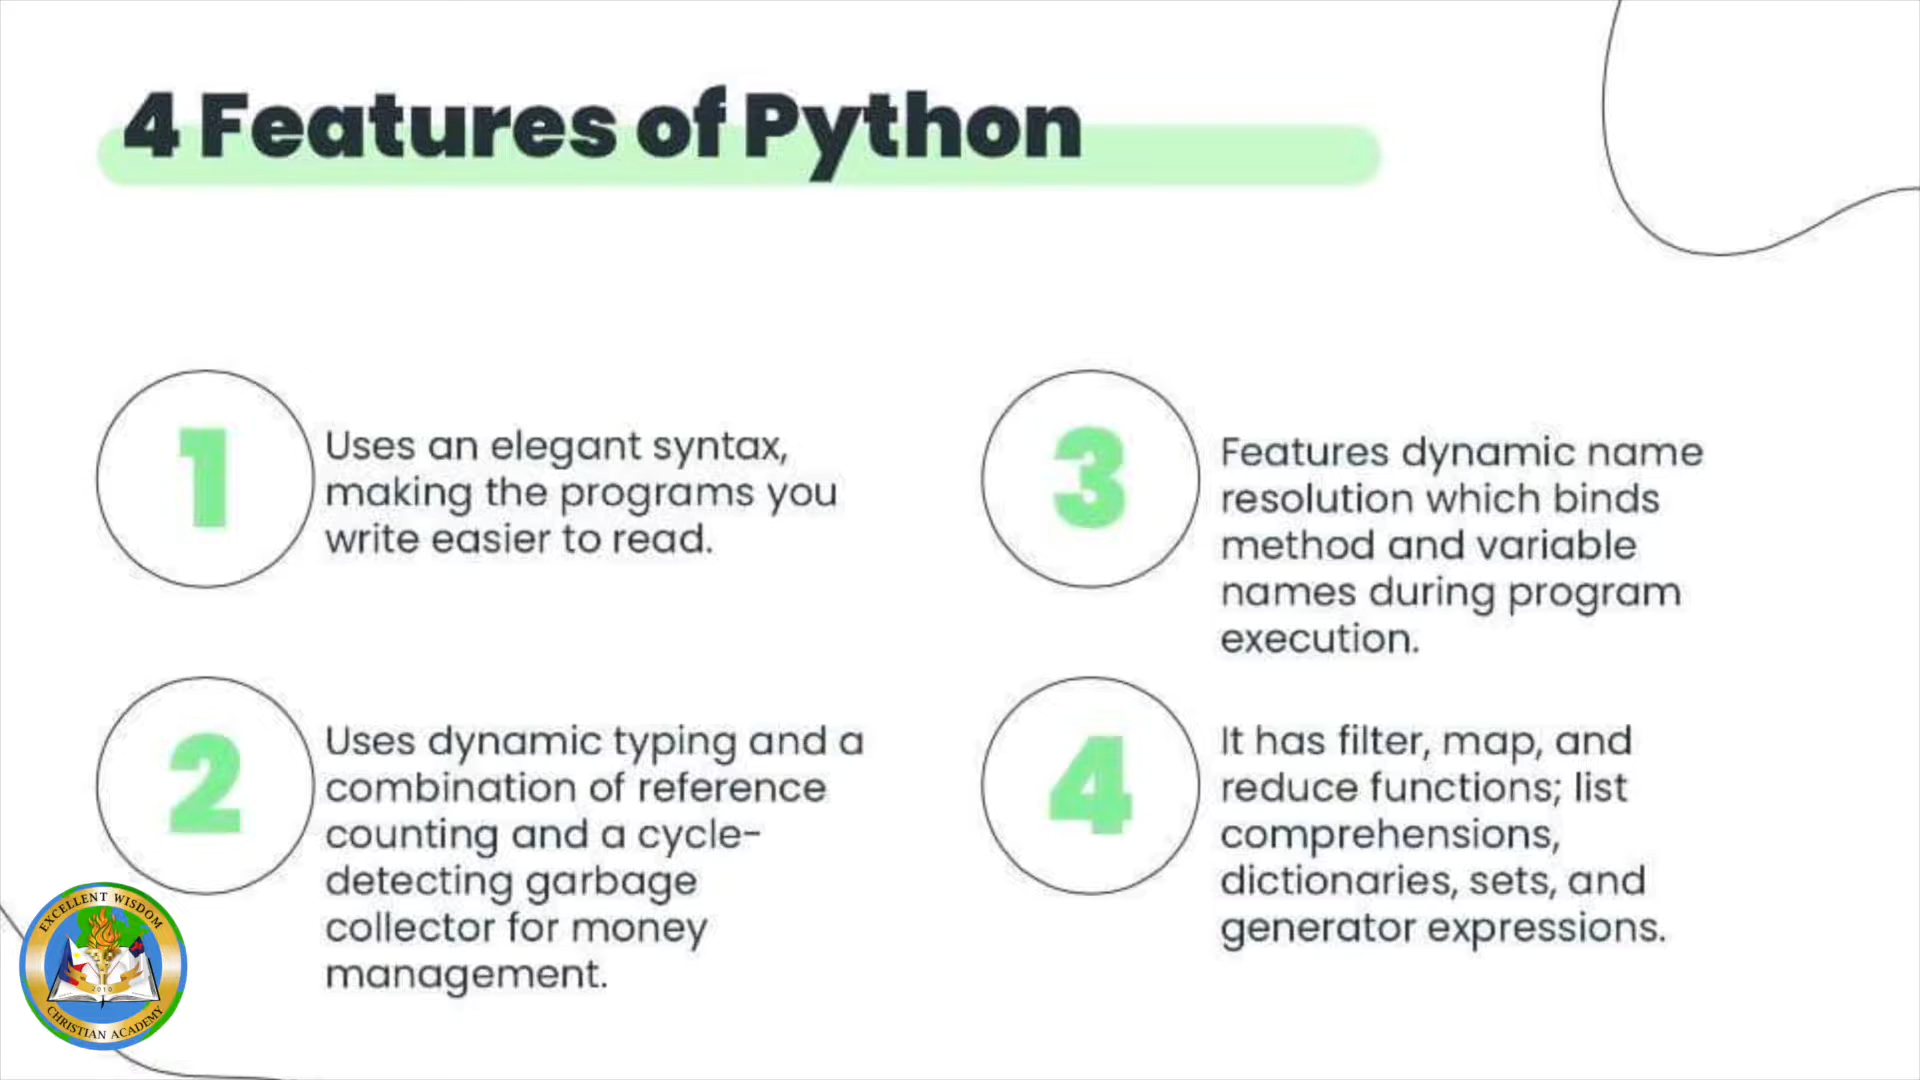 4 Features of Python
1
Uses an elegant syntax,
making the programs you
write easier to read.
2
Uses dynamic typing and a
combination of reference
counting and a cycle-
detecting garbage
collector for money
management.
3
Features dynamic name
resolution which binds
method and variable
names during program
execution.
4
It has filter, map, and
reduce functions; list
comprehensions,
dictionaries, sets, and
generator expressions.
EXCELLENT WISDOM
2010
CHRISTIAN ACADEMY